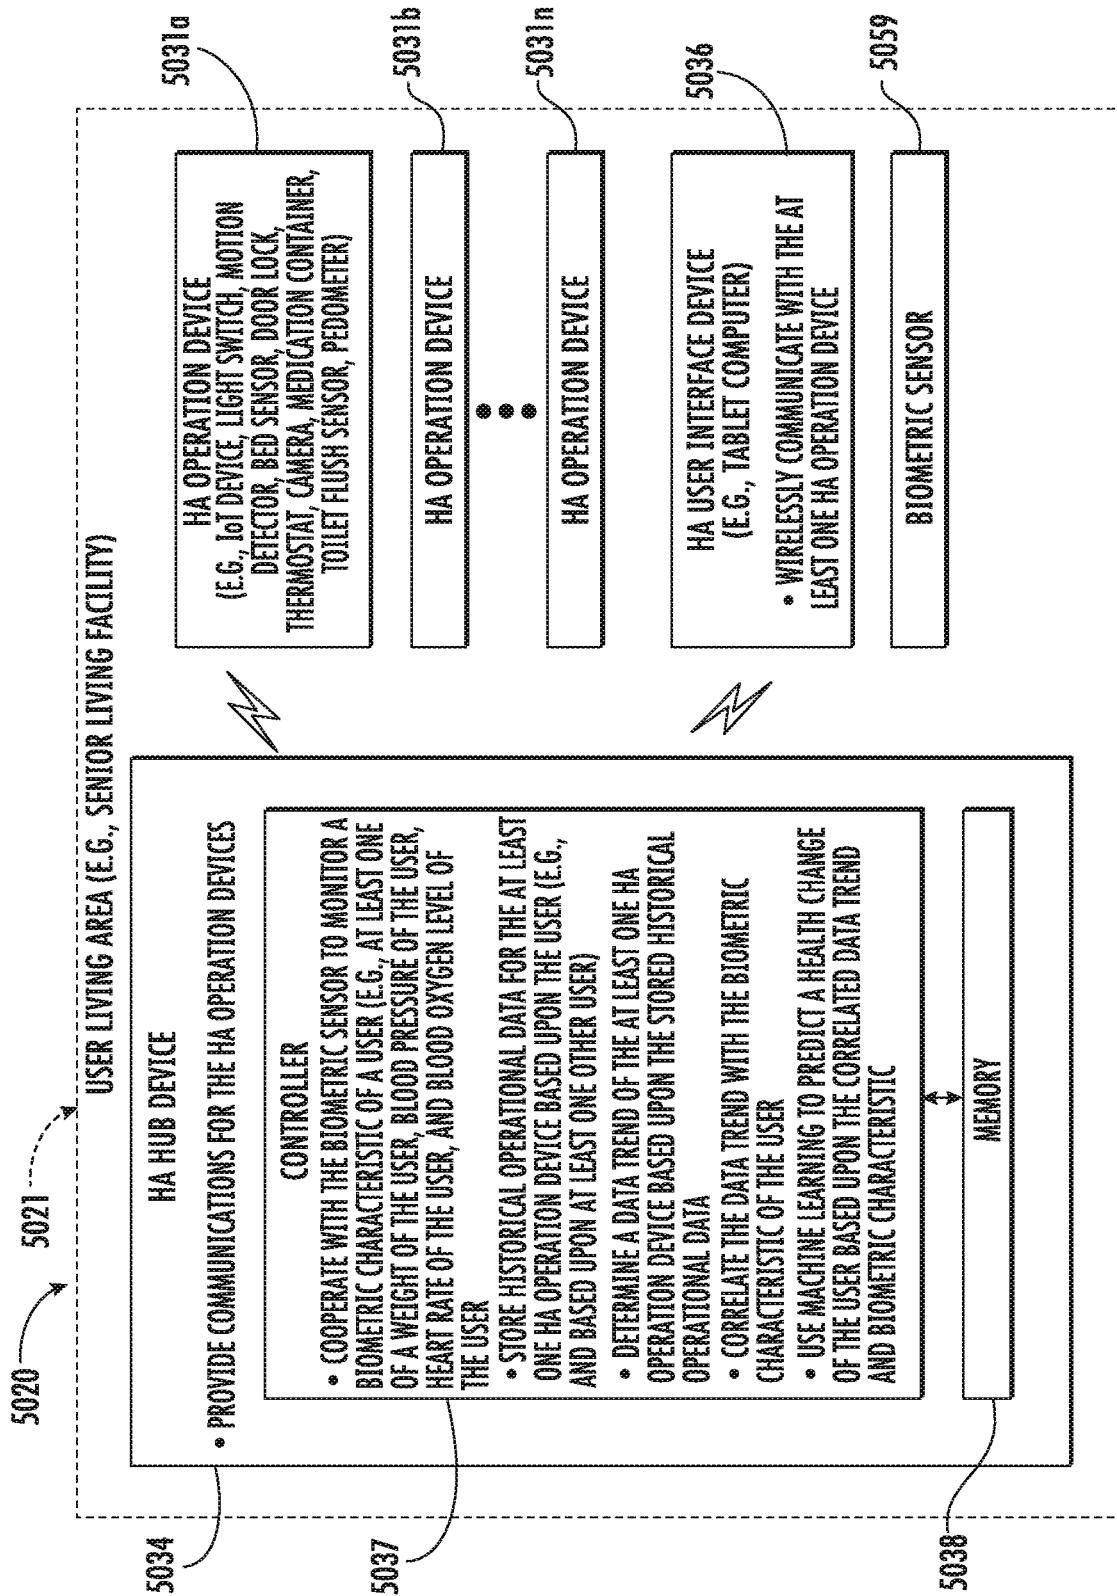 5020
5021
USER LIVING AREA (E.G., SENIOR LIVING FACILITY)
5034
HA HUB DEVICE
• PROVIDE COMMUNICATIONS FOR THE HA OPERATION DEVICES
5037
CONTROLLER
• COOPERATE WITH THE BIOMETRIC SENSOR TO MONITOR A
BIOMETRIC CHARACTERISTIC OF A USER (E.G., AT LEAST ONE
OF A WEIGHT OF THE USER, BLOOD PRESSURE OF THE USER,
HEART RATE OF THE USER, AND BLOOD OXYGEN LEVEL OF
THE USER
• STORE HISTORICAL OPERATIONAL DATA FOR THE AT LEAST
ONE HA OPERATION DEVICE BASED UPON THE USER (E.G.,
AND BASED UPON AT LEAST ONE OTHER USER)
• DETERMINE A DATA TREND OF THE AT LEAST ONE HA
OPERATION DEVICE BASED UPON THE STORED HISTORICAL
OPERATIONAL DATA
• CORRELATE THE DATA TREND WITH THE BIOMETRIC
CHARACTERISTIC OF THE USER
• USE MACHINE LEARNING TO PREDICT A HEALTH CHANGE
OF THE USER BASED UPON THE CORRELATED DATA TREND
AND BIOMETRIC CHARACTERISTIC
5038
MEMORY
5031a
HA OPERATION DEVICE
(E.G., IoT DEVICE, LIGHT SWITCH, MOTION
DETECTOR, BED SENSOR, DOOR LOCK,
THERMOSTAT, CAMERA, MEDICATION CONTAINER,
TOILET FLUSH SENSOR, PEDOMETER)
5031b
HA OPERATION DEVICE
5031n
HA OPERATION DEVICE
5036
HA USER INTERFACE DEVICE
(E.G., TABLET COMPUTER)
• WIRELESSLY COMMUNICATE WITH THE AT
LEAST ONE HA OPERATION DEVICE
5059
BIOMETRIC SENSOR